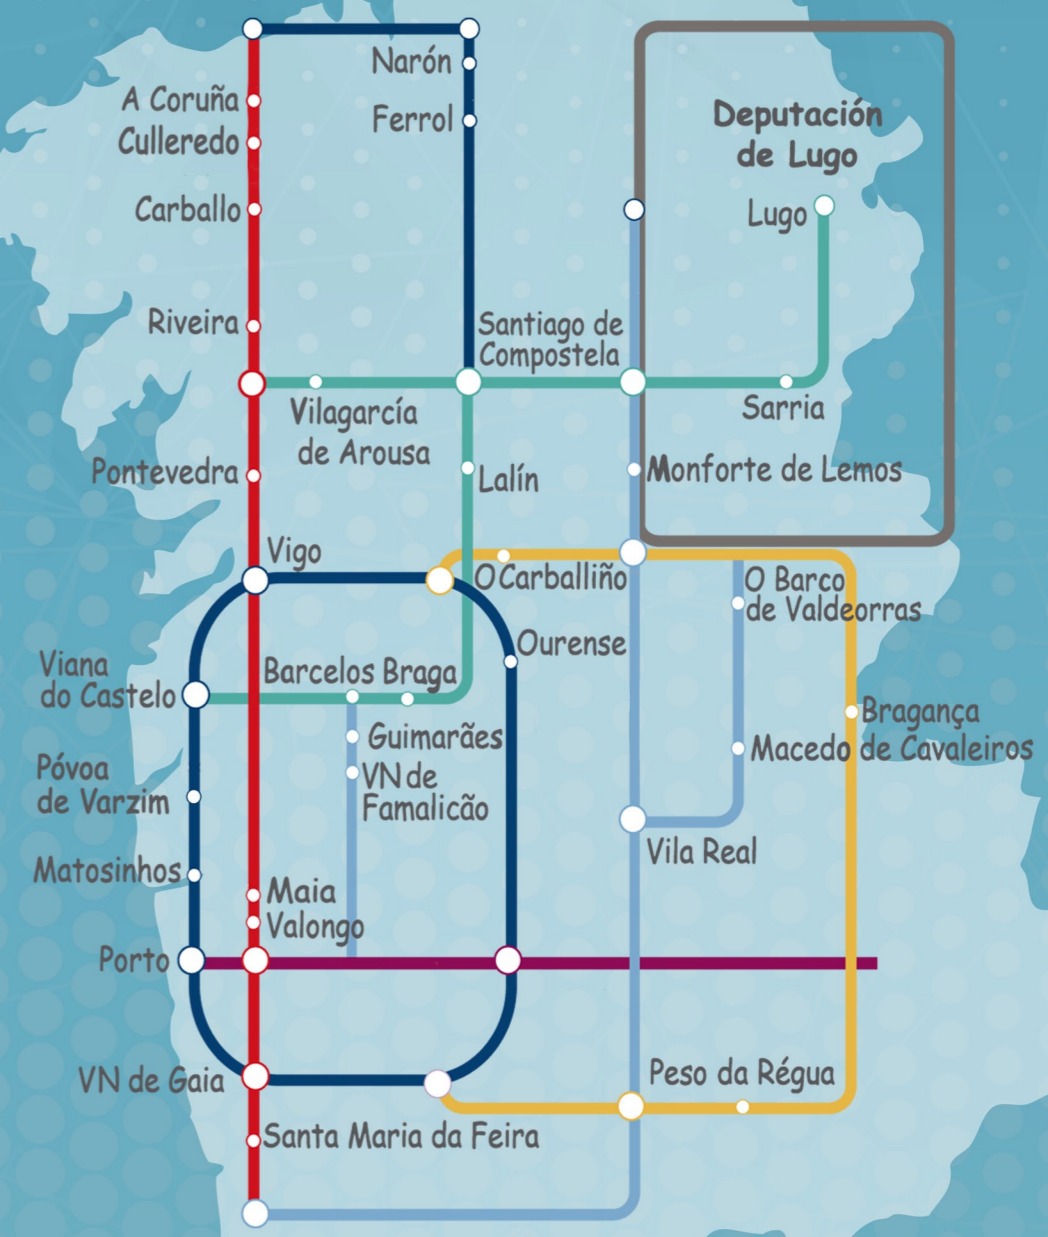 Narón
A Coruña
Ferrol
Culleredo
Deputación
de Lugo
Carballo
Lugo
Riveira
Santiago de
Compostela
Vilagarcía
de Arousa
Sarria
Pontevedra
Lalín
Monforte de Lemos
Vigo
O Carballiño
O Barco
de Valdeorras
Ourense
Viana
do Castelo
Barcelos Braga
Bragança
Guimarães
Macedo de Cavaleiros
Póvoa
de Varzim
VN de
Famalicão
Vila Real
Matosinhos
Maia
Valongo
Porto
VN de Gaia
Peso da Régua
Santa Maria da Feira